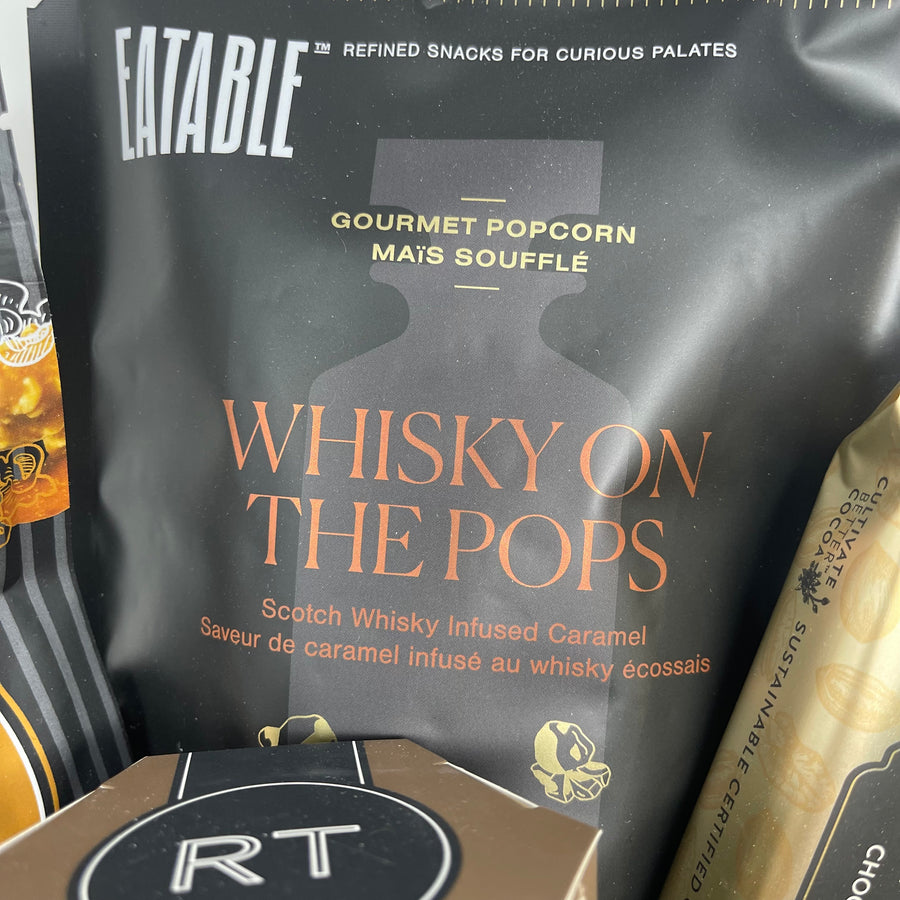 EATABLE™ REFINED SNACKS FOR CURIOUS PALATES
GOURMET POPCORN
MAïS SOUFFLÉ
WHISKY ON
THE POPS
Scotch Whisky Infused Caramel
Saveur de caramel infusé au whisky écossais
RT
CULTIVATE
BETTER™
COCOA
SUSTAINABLE CERTIFIED